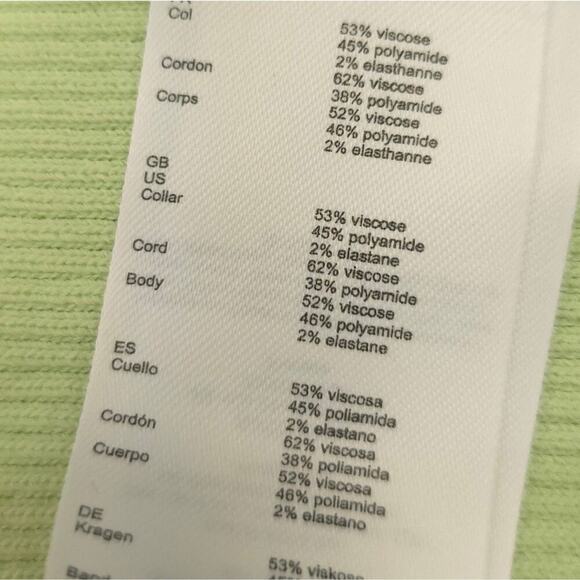 Col
53% viscose
45% polyamide
2% elasthanne
Cordon 62% viscose
38% polyamide
Corps 52% viscose
46% polyamide
2% elasthanne
GB
US
Collar 53% viscose
45% polyamide
2% elastane
Cord 62% viscose
38% polyamide
Body 52% viscose
46% polyamide
2% elastane
ES
Cuello 53% viscosa
45% poliamida
2% elastano
Cordón 62% viscosa
38% poliamida
Cuerpo 52% viscosa
46% poliamida
2% elastano
DE
Kragen 53% viskose